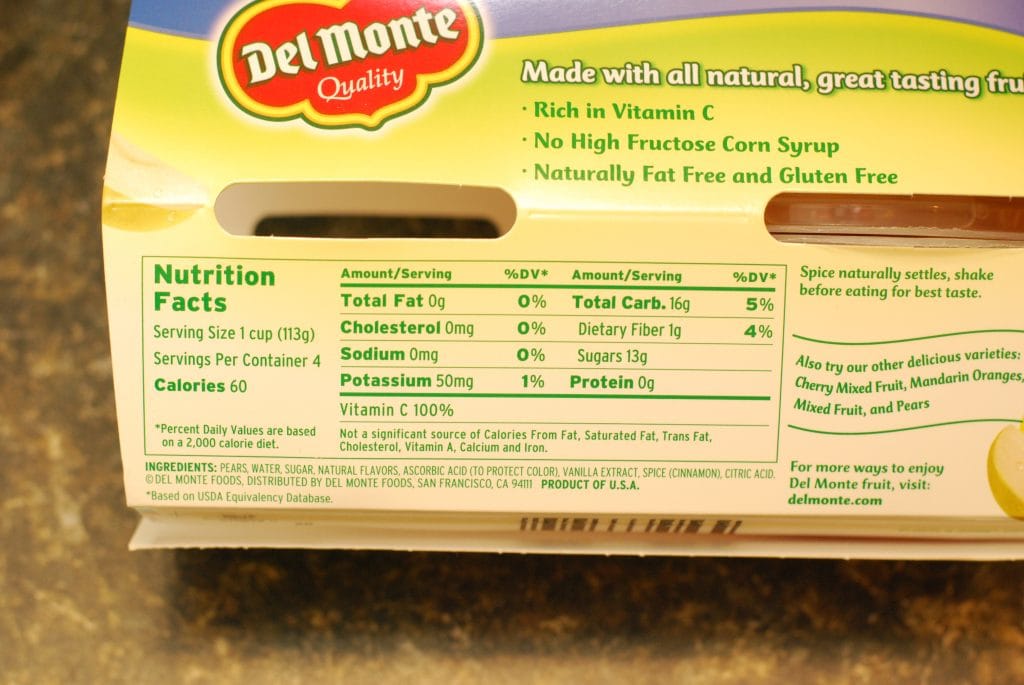 Del Monte
Quality
Made with all natural, great tasting
· Rich in Vitamin C
· No High Fructose Corn Syrup
· Naturally Fat Free and Gluten Free
Nutrition
Facts
Serving Size 1 cup (113g)
Servings Per Container 4
Calories 60
*Percent Daily Values are based
on a 2,000 calorie diet.
Amount/Serving %DV* Amount/Serving %DV*
Total Fat 0g 0% Total Carb. 16g 5%
Cholesterol 0mg 0% Dietary Fiber 1g 4%
Sodium 0mg 0% Sugars 13g
Potassium 50mg 1% Protein 0g
Vitamin C 100%
Not a significant source of Calories From Fat, Saturated Fat, Trans Fat,
Cholesterol, Vitamin A, Calcium and Iron.
INGREDIENTS: PEARS, WATER, SUGAR, NATURAL FLAVORS, ASCORBIC ACID (TO PROTECT COLOR), VANILLA EXTRACT, SPICE (CINNAMON), CITRIC ACID.
©DEL MONTE FOODS, DISTRIBUTED BY DEL MONTE FOODS, SAN FRANCISCO, CA 94111 PRODUCT OF U.S.A.
*Based on USDA Equivalency Database.
Spice naturally settles, shake
before eating for best taste.
Also try our other delicious varieties:
Cherry Mixed Fruit, Mandarin Oranges,
Mixed Fruit, and Pears
For more ways to enjoy
Del Monte fruit, visit:
delmonte.com